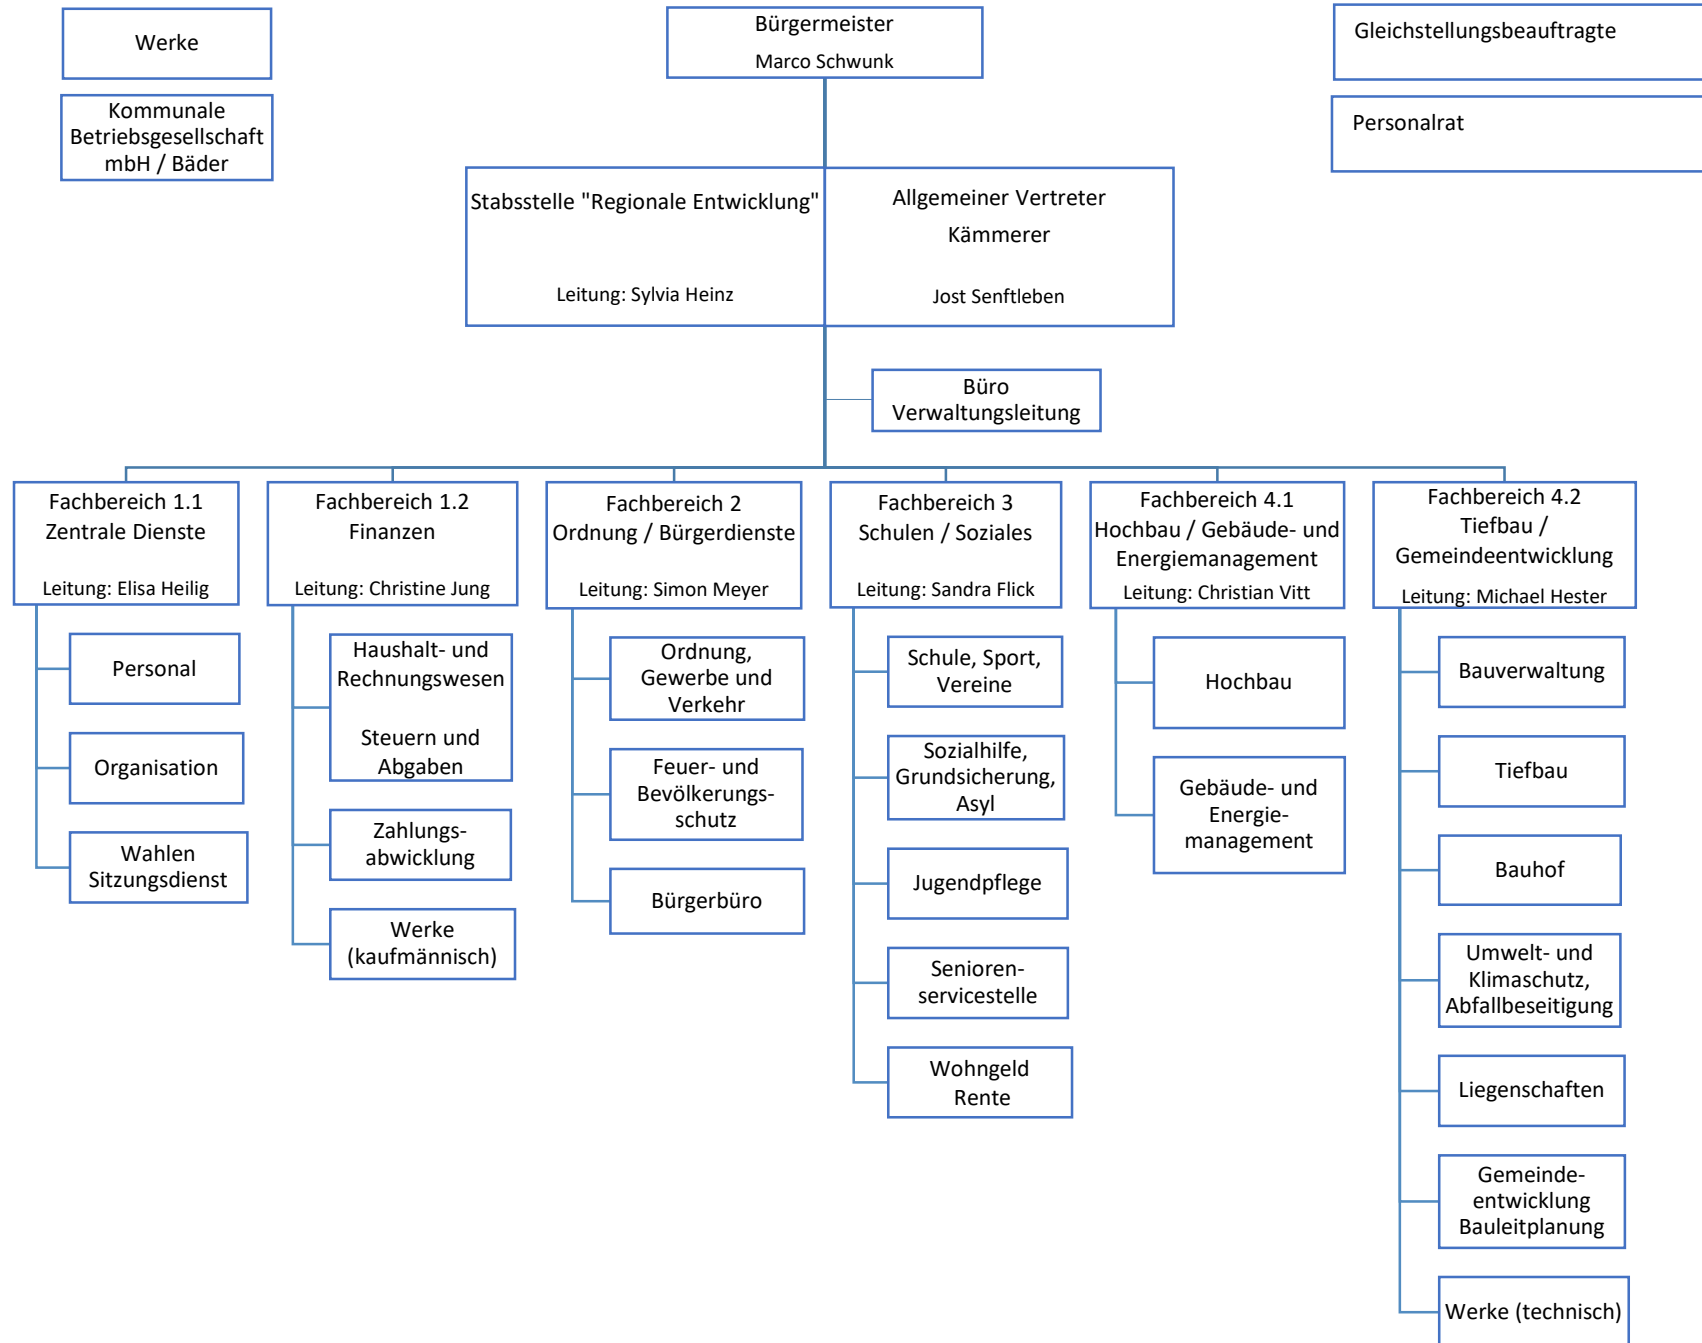 Werke
Kommunale
Betriebsgesellschaft
mbH / Bäder
Bürgermeister
Marco Schwunk
Gleichstellungsbeauftragte
Personalrat
Stabsstelle "Regionale Entwicklung"
Leitung: Sylvia Heinz
Allgemeiner Vertreter
Kämmerer
Jost Senftleben
Büro
Verwaltungsleitung
Fachbereich 1.1
Zentrale Dienste
Leitung: Elisa Heilig
Personal
Organisation
Wahlen
Sitzungsdienst
Fachbereich 1.2
Finanzen
Leitung: Christine Jung
Haushalt- und
Rechnungswesen
Steuern und
Abgaben
Zahlungs-
abwicklung
Werke
(kaufmännisch)
Fachbereich 2
Ordnung / Bürgerdienste
Leitung: Simon Meyer
Ordnung,
Gewerbe und
Verkehr
Feuer- und
Bevölkerungs-
schutz
Bürgerbüro
Fachbereich 3
Schulen / Soziales
Leitung: Sandra Flick
Schule, Sport,
Vereine
Sozialhilfe,
Grundsicherung,
Asyl
Jugendpflege
Senioren-
servicestelle
Wohngeld
Rente
Fachbereich 4.1
Hochbau / Gebäude- und
Energiemanagement
Leitung: Christian Vitt
Hochbau
Gebäude- und
Energie-
management
Fachbereich 4.2
Tiefbau /
Gemeindeentwicklung
Leitung: Michael Hester
Bauverwaltung
Tiefbau
Bauhof
Umwelt- und
Klimaschutz,
Abfallbeseitigung
Liegenschaften
Gemeinde-
entwicklung
Bauleitplanung
Werke (technisch)